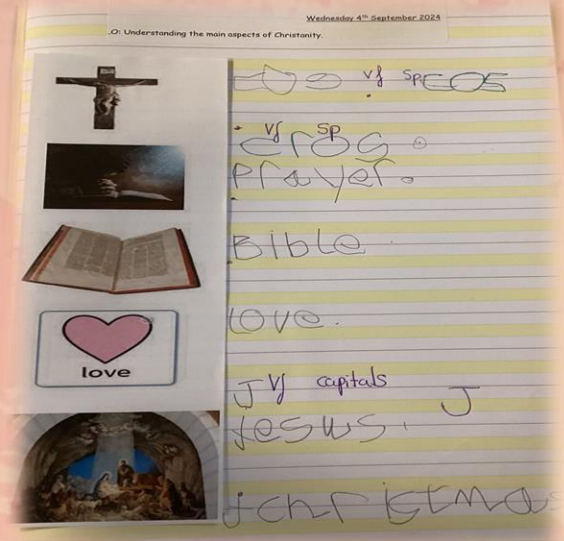 Wednesday 4th September 2024
.O: Understanding the main aspects of Christianity.
vf sp
• vf sp
cros.
Prayer.
Bible
love.
love
J vf capitals J
Jesus.
christmas